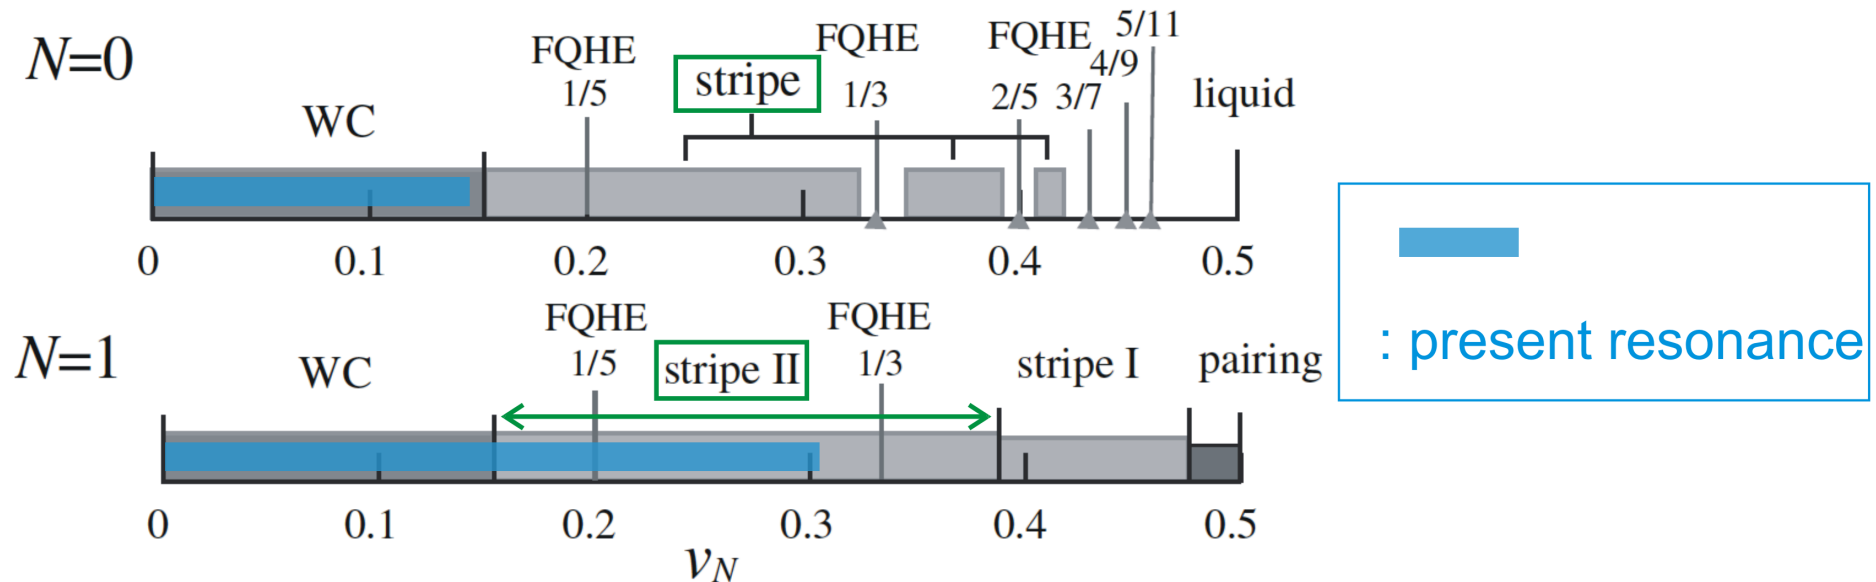 N=0
WC
FQHE
1/5
stripe
FQHE
1/3
FQHE
2/5 3/7
4/9
5/11
liquid
0 0.1 0.2 0.3 0.4 0.5
N=1
WC
FQHE
1/5
stripe II
FQHE
1/3
stripe I
pairing
0 0.1 0.2 0.3 0.4 0.5
νN
: present resonance